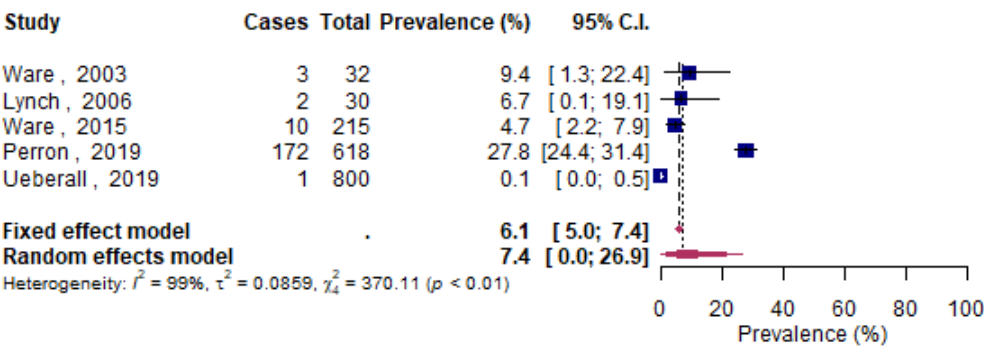 Study Cases Total Prevalence (%) 95% C.I.
Ware , 2003 3 32 9.4 [ 1.3; 22.4]
Lynch , 2006 2 30 6.7 [ 0.1; 19.1]
Ware , 2015 10 215 4.7 [ 2.2; 7.9]
Perron , 2019 172 618 27.8 [24.4; 31.4]
Ueberall , 2019 1 800 0.1 [ 0.0; 0.5]
Fixed effect model . 6.1 [ 5.0; 7.4]
Random effects model 7.4 [ 0.0; 26.9]
Heterogeneity: I² = 99%, τ² = 0.0859, χ²₄ = 370.11 (p < 0.01)
0 20 40 60 80 100
Prevalence (%)